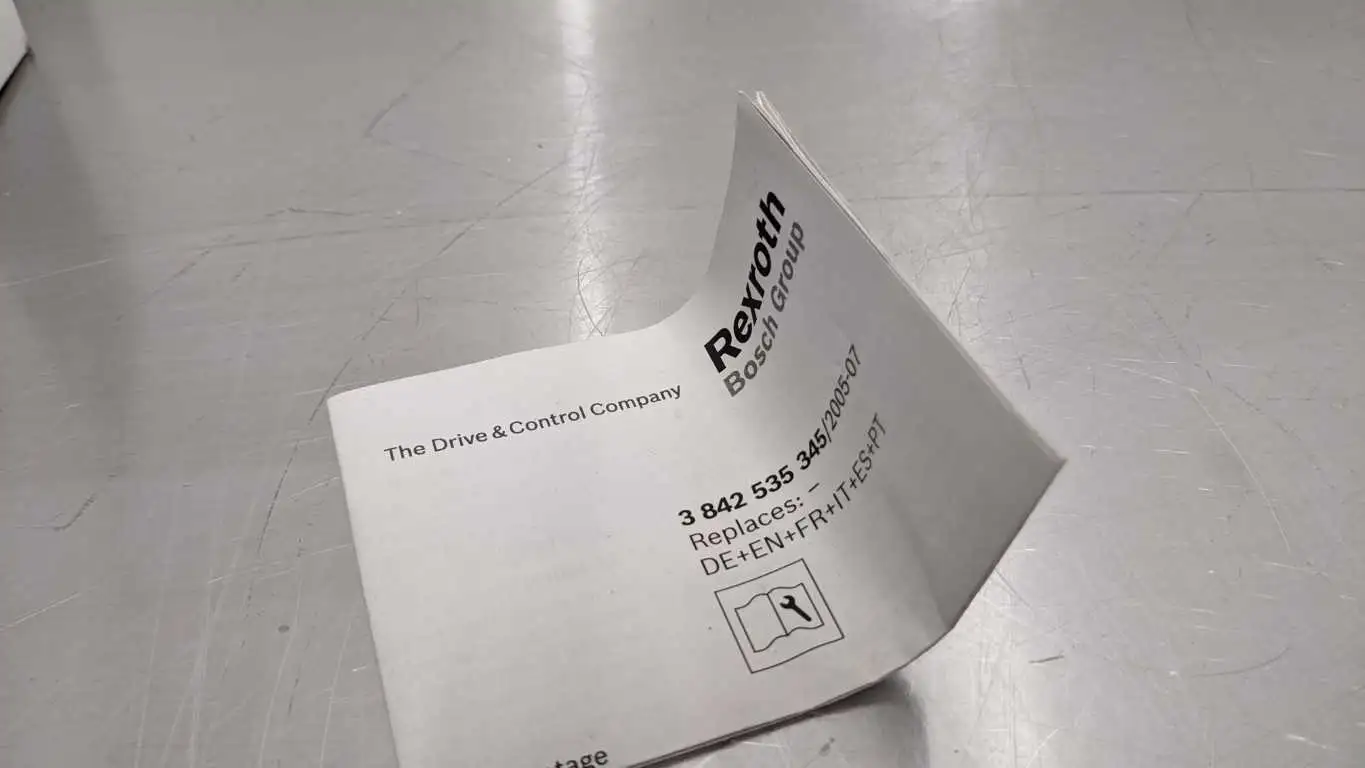 The Drive & Control Company
Rexroth
Bosch Group
3 842 535 345/2005-07
Replaces: –
DE+EN+FR+IT+ES+PT